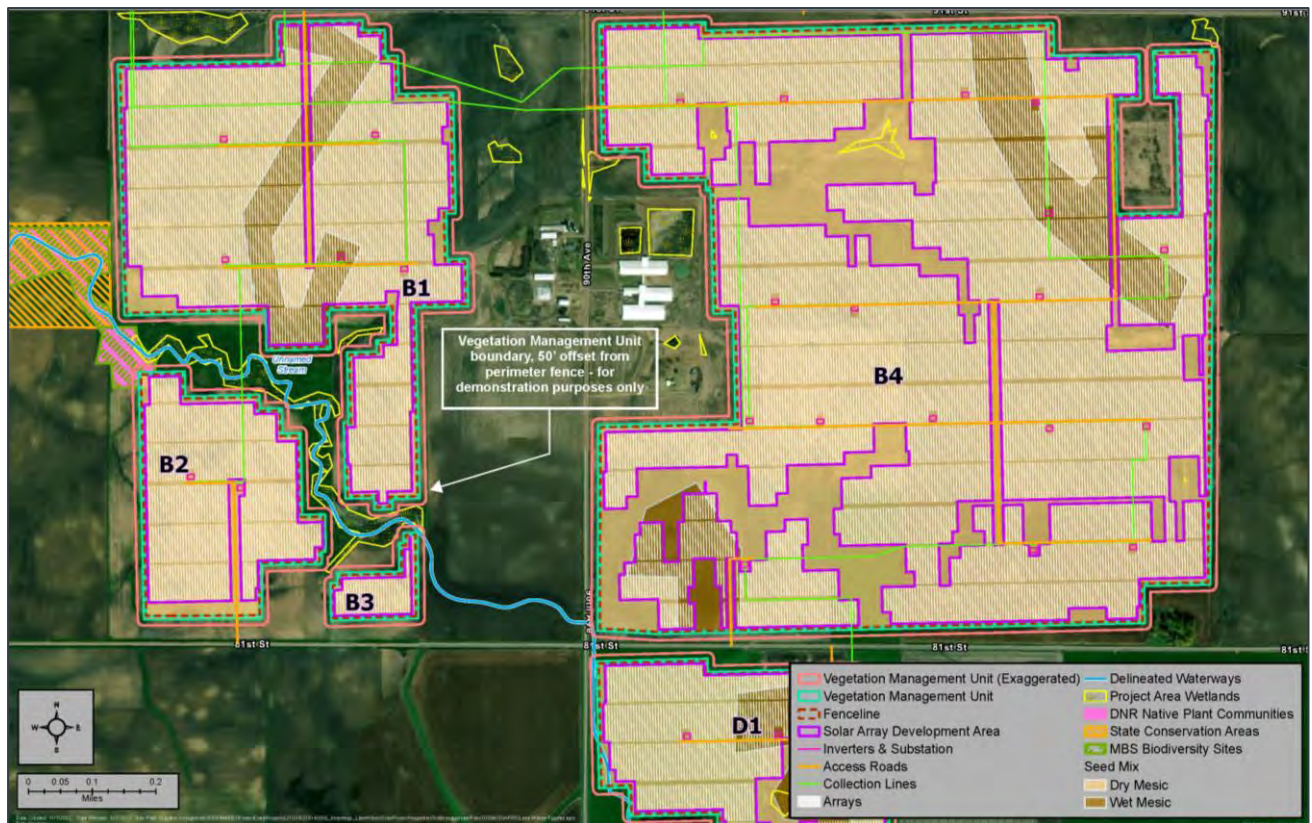 91st
B1
90th Ave
Vegetation Management Unit
boundary, 50' offset from
perimeter fence - for
demonstration purposes only
Unnamed
Stream
B4
B2
B3
81st St
81st St
81st St
81st
D1
N
W
E
S
0 0.05 0.1 0.2
Miles
Vegetation Management Unit (Exaggerated)
Vegetation Management Unit
Fenceline
Solar Array Development Area
Inverters & Substation
Access Roads
Collection Lines
Arrays
Delineated Waterways
Project Area Wetlands
DNR Native Plant Communities
State Conservation Areas
MBS Biodiversity Sites
Seed Mix
Dry Mesic
Wet Mesic